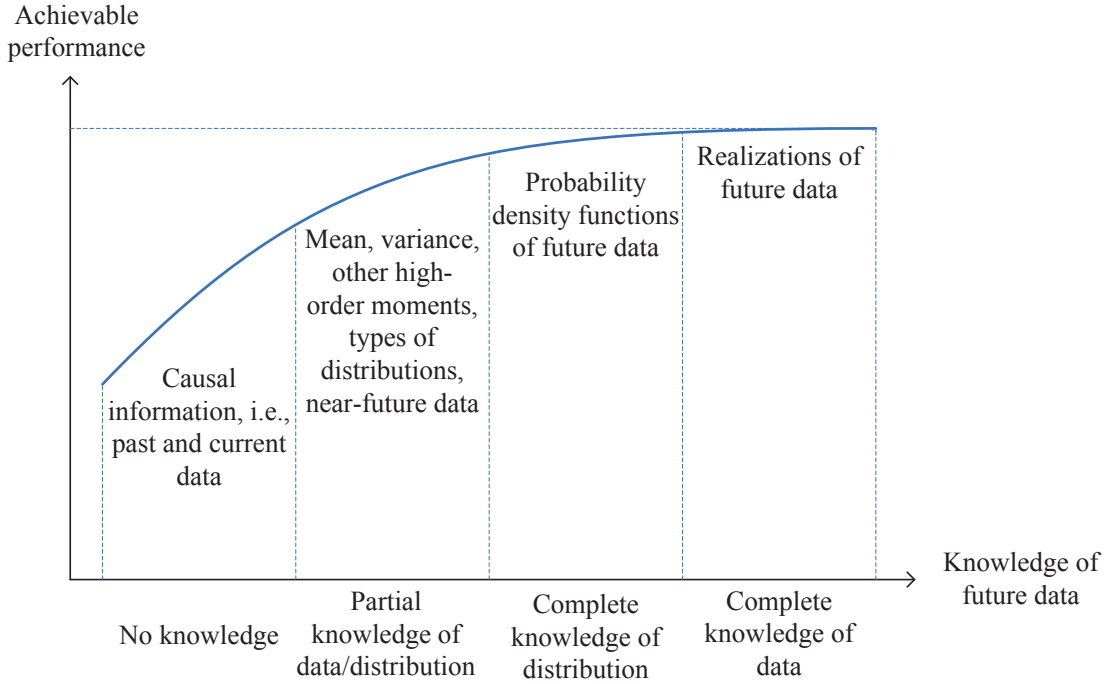 Achievable
performance
Causal
information, i.e.,
past and current
data
Mean, variance,
other high-
order moments,
types of
distributions,
near-future data
Probability
density functions
of future data
Realizations of
future data
Knowledge of
future data
No knowledge
Partial
knowledge of
data/distribution
Complete
knowledge of
distribution
Complete
knowledge of
data